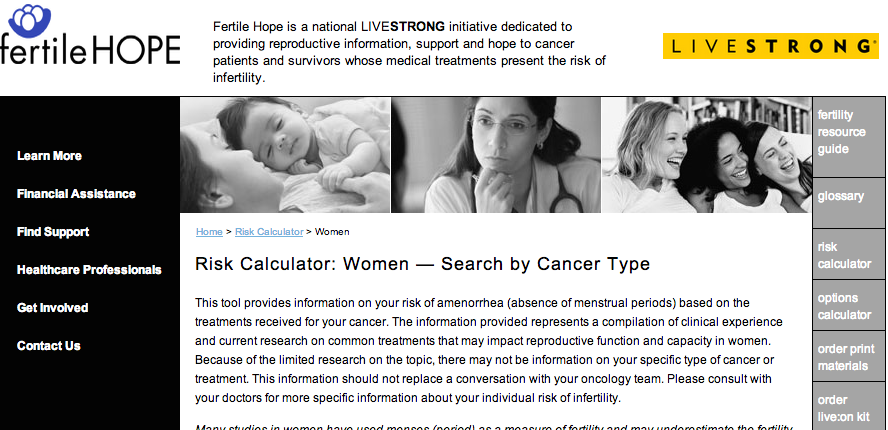 fertileHOPE
Fertile Hope is a national LIVESTRONG initiative dedicated to
providing reproductive information, support and hope to cancer
patients and survivors whose medical treatments present the risk of
infertility.
LIVESTRONG®
Learn More
Financial Assistance
Find Support
Healthcare Professionals
Get Involved
Contact Us
Home > Risk Calculator > Women
Risk Calculator: Women — Search by Cancer Type
This tool provides information on your risk of amenorrhea (absence of menstrual periods) based on the
treatments received for your cancer. The information provided represents a compilation of clinical experience
and current research on common treatments that may impact reproductive function and capacity in women.
Because of the limited research on the topic, there may not be information on your specific type of cancer or
treatment. This information should not replace a conversation with your oncology team. Please consult with
your doctors for more specific information about your individual risk of infertility.
Many studies in women have used menses (period) as a measure of fertility and may underestimate the fertility
fertility
resource
guide
glossary
risk
calculator
options
calculator
order print
materials
order
live:on kit